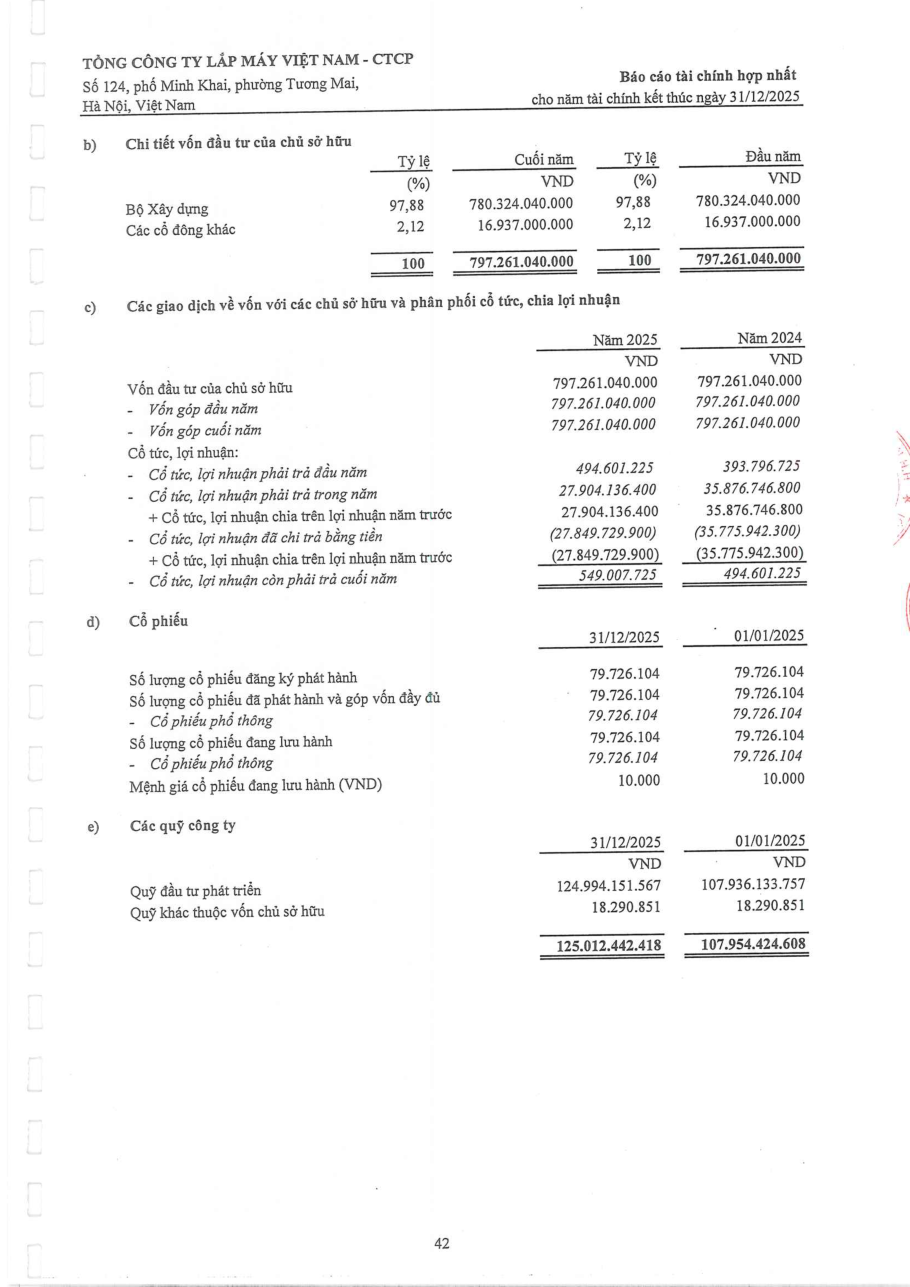 TỔNG CÔNG TY LẮP MÁY VIỆT NAM - CTCP
Số 124, phố Minh Khai, phường Tương Mai,
Hà Nội, Việt Nam
Báo cáo tài chính hợp nhất
cho năm tài chính kết thúc ngày 31/12/2025
b) Chi tiết vốn đầu tư của chủ sở hữu
Tỷ lệ Cuối năm Tỷ lệ Đầu năm
(%) VND (%) VND
Bộ Xây dựng 97,88 780.324.040.000 97,88 780.324.040.000
Các cổ đông khác 2,12 16.937.000.000 2,12 16.937.000.000
100 797.261.040.000 100 797.261.040.000
c) Các giao dịch về vốn với các chủ sở hữu và phân phối cổ tức, chia lợi nhuận
Năm 2025 Năm 2024
VND VND
Vốn đầu tư của chủ sở hữu 797.261.040.000 797.261.040.000
- Vốn góp đầu năm 797.261.040.000 797.261.040.000
- Vốn góp cuối năm 797.261.040.000 797.261.040.000
Cổ tức, lợi nhuận:
- Cổ tức, lợi nhuận phải trả đầu năm 494.601.225 393.796.725
- Cổ tức, lợi nhuận phải trả trong năm 27.904.136.400 35.876.746.800
+ Cổ tức, lợi nhuận chia trên lợi nhuận năm trước 27.904.136.400 35.876.746.800
- Cổ tức, lợi nhuận đã chi trả bằng tiền (27.849.729.900) (35.775.942.300)
+ Cổ tức, lợi nhuận chia trên lợi nhuận năm trước (27.849.729.900) (35.775.942.300)
- Cổ tức, lợi nhuận còn phải trả cuối năm 549.007.725 494.601.225
d) Cổ phiếu
31/12/2025 01/01/2025
Số lượng cổ phiếu đăng ký phát hành 79.726.104 79.726.104
Số lượng cổ phiếu đã phát hành và góp vốn đầy đủ 79.726.104 79.726.104
- Cổ phiếu phổ thông 79.726.104 79.726.104
Số lượng cổ phiếu đang lưu hành 79.726.104 79.726.104
- Cổ phiếu phổ thông 79.726.104 79.726.104
Mệnh giá cổ phiếu đang lưu hành (VND) 10.000 10.000
e) Các quỹ công ty
31/12/2025 01/01/2025
VND VND
Quỹ đầu tư phát triển 124.994.151.567 107.936.133.757
Quỹ khác thuộc vốn chủ sở hữu 18.290.851 18.290.851
125.012.442.418 107.954.424.608
42